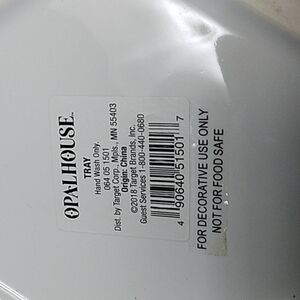 OPALHOUSE™
TRAY
Hand Wash Only.
064 05 1501
Dist. by Target Corp. Mpls., MN 55403
Origin: China
©2018 Target Brands, Inc.
Guest Services 1-800-440-0680
4 90640 51501 7
FOR DECORATIVE USE ONLY
NOT FOR FOOD SAFE